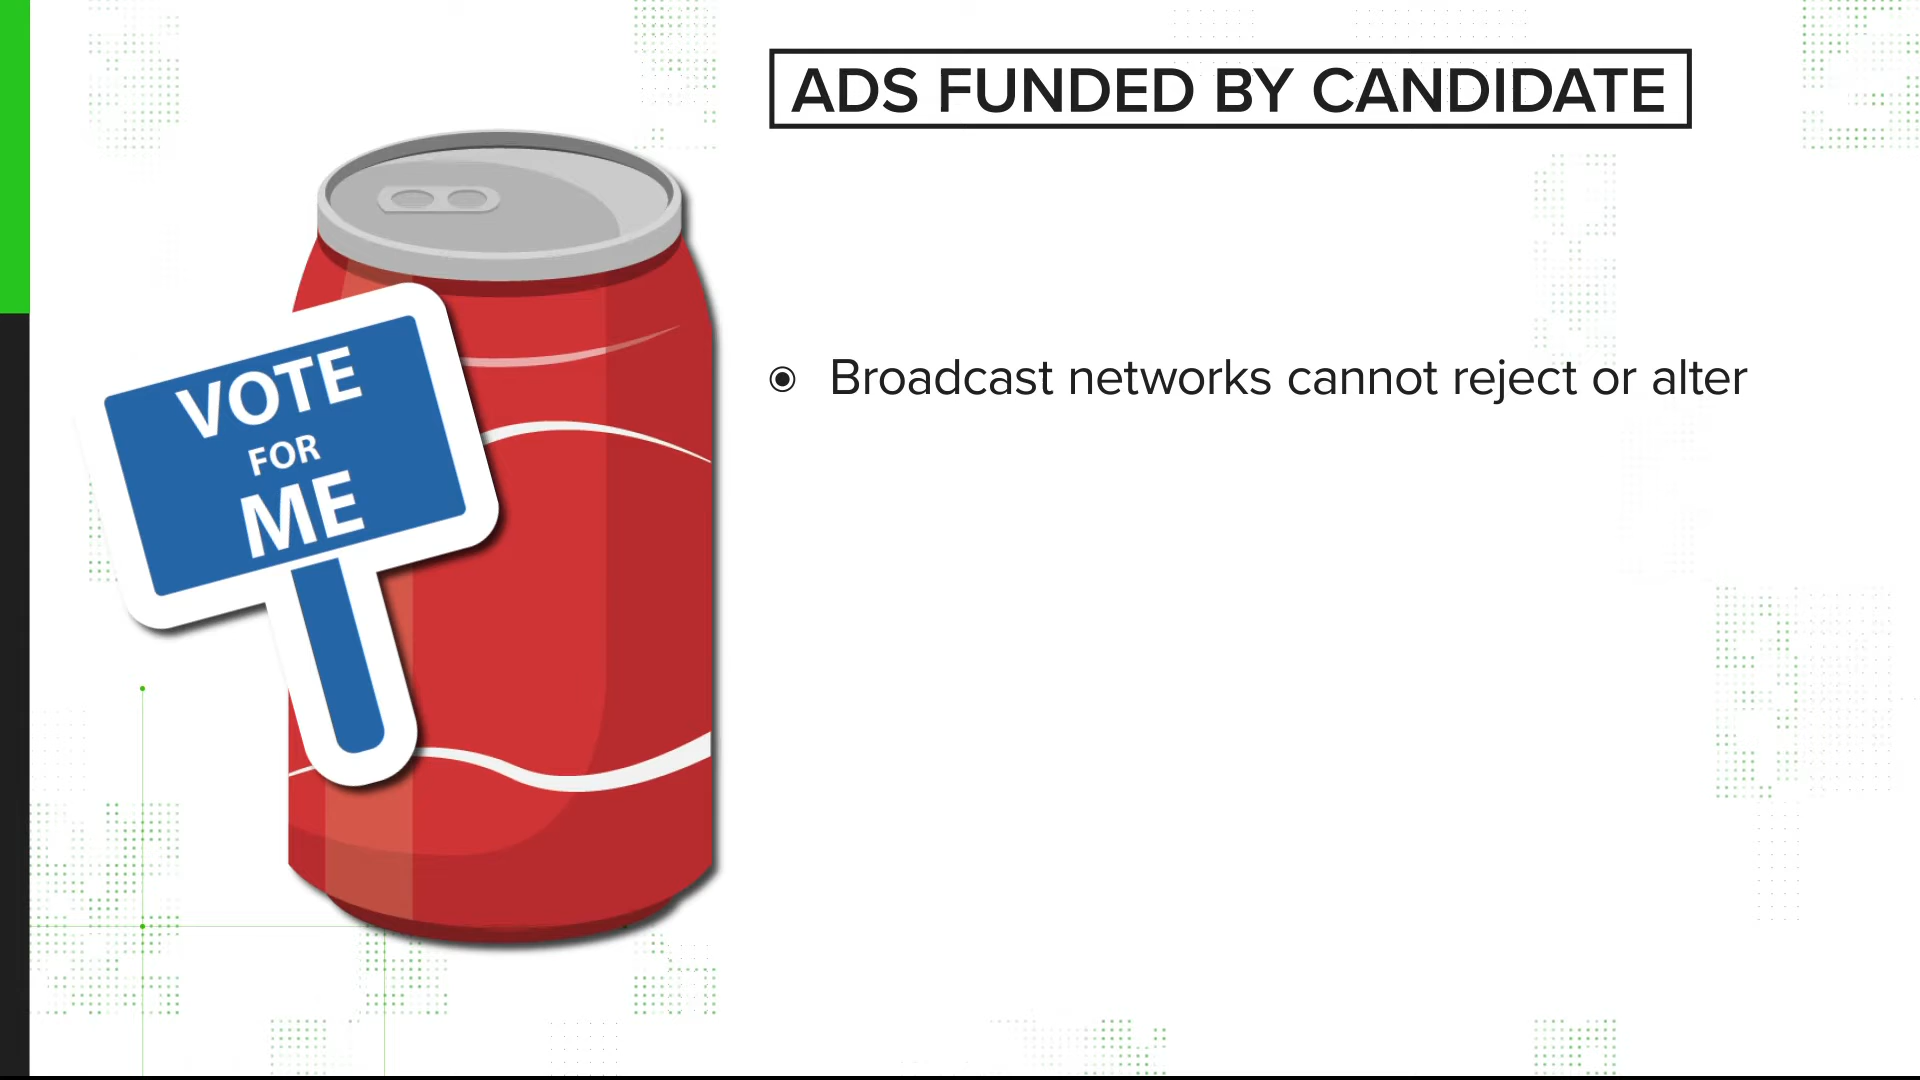 ADS FUNDED BY CANDIDATE
VOTE
FOR
ME
Broadcast networks cannot reject or alter